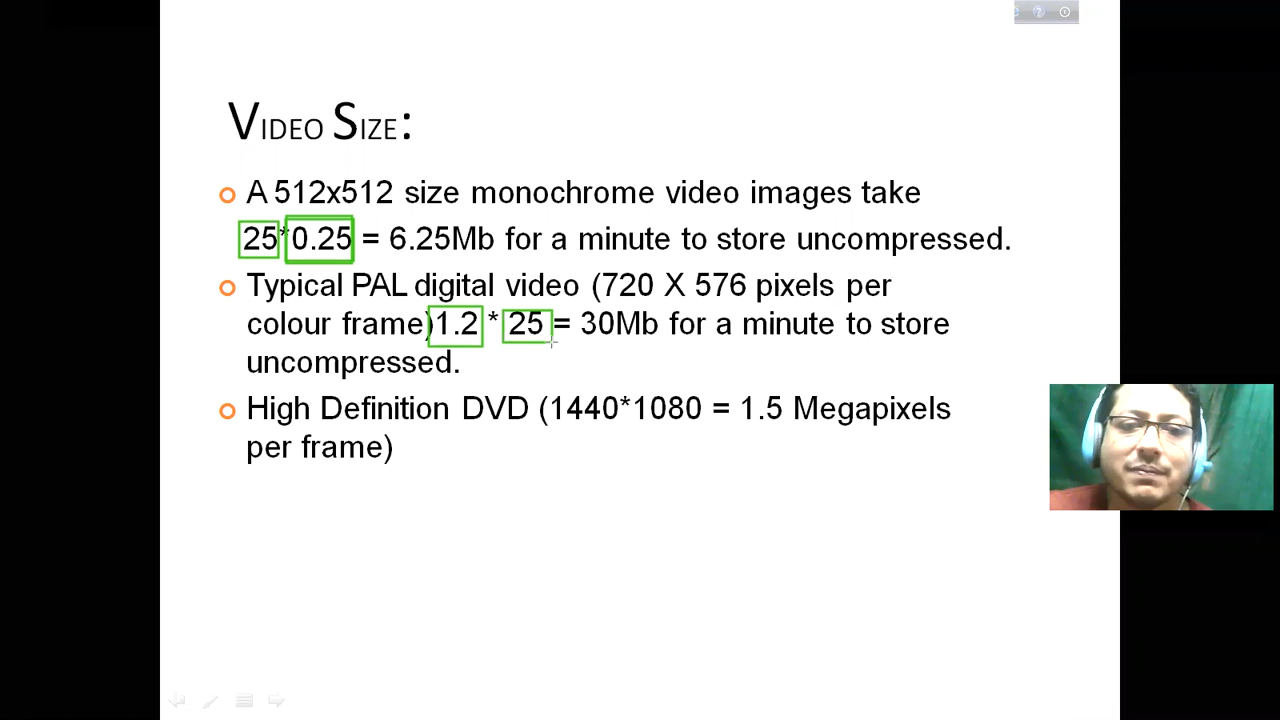 VIDEO SIZE:
A 512x512 size monochrome video images take
25*0.25 = 6.25Mb for a minute to store uncompressed.
Typical PAL digital video (720 X 576 pixels per
colour frame)1.2 * 25 = 30Mb for a minute to store
uncompressed.
High Definition DVD (1440*1080 = 1.5 Megapixels
per frame)